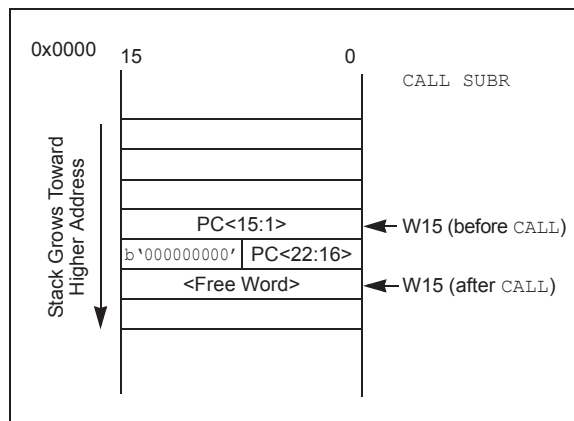 0x0000
15 0
CALL SUBR
Stack Grows Toward
Higher Address
PC<15:1>
W15 (before CALL)
b‘000000000’ PC<22:16>
<Free Word>
W15 (after CALL)